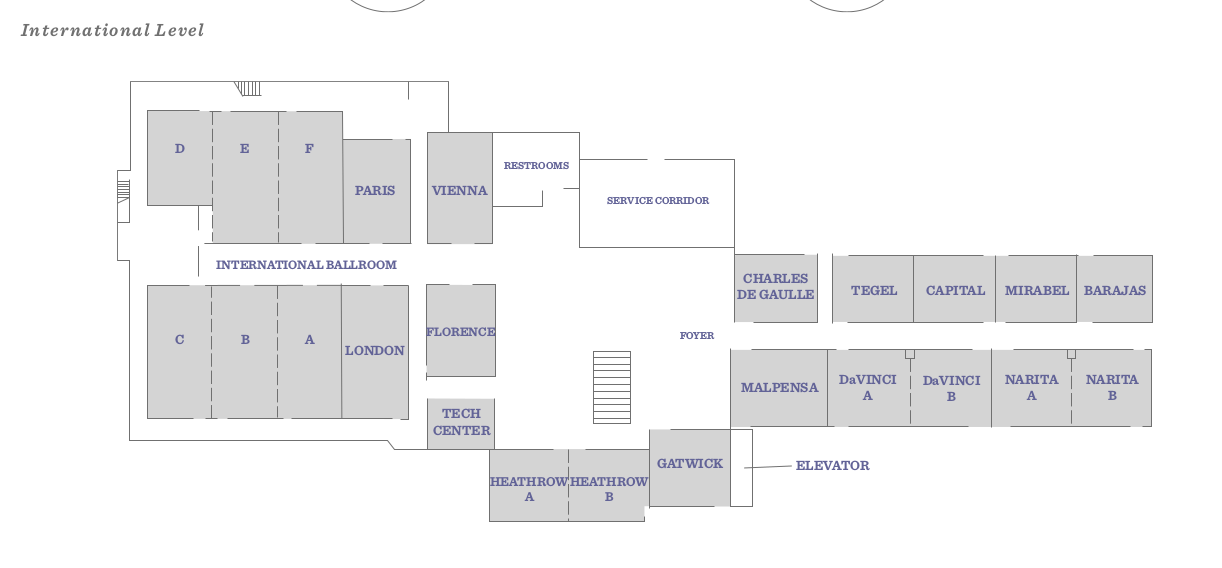 International Level
D
E
F
PARIS
VIENNA
RESTROOMS
SERVICE CORRIDOR
INTERNATIONAL BALLROOM
CHARLES
DE GAULLE
TEGEL
CAPITAL
MIRABEL
BARAJAS
C
B
A
LONDON
FLORENCE
FOYER
MALPENSA
DaVINCI
A
DaVINCI
B
NARITA
A
NARITA
B
TECH
CENTER
HEATHROW
A
HEATHROW
B
GATWICK
ELEVATOR